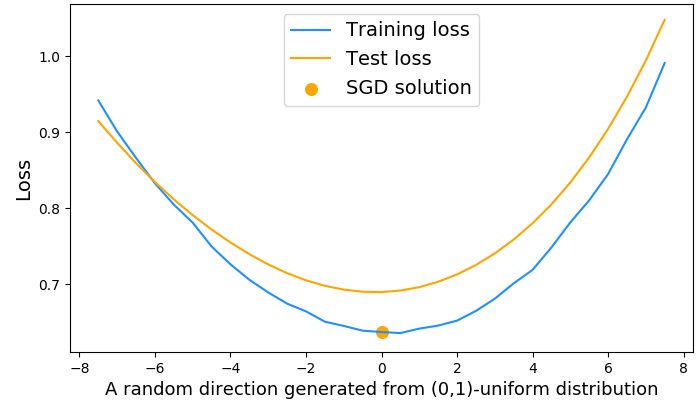 Training loss
Test loss
SGD solution
Loss
1.0
0.9
0.8
0.7
−8 −6 −4 −2 0 2 4 6 8
A random direction generated from (0,1)-uniform distribution